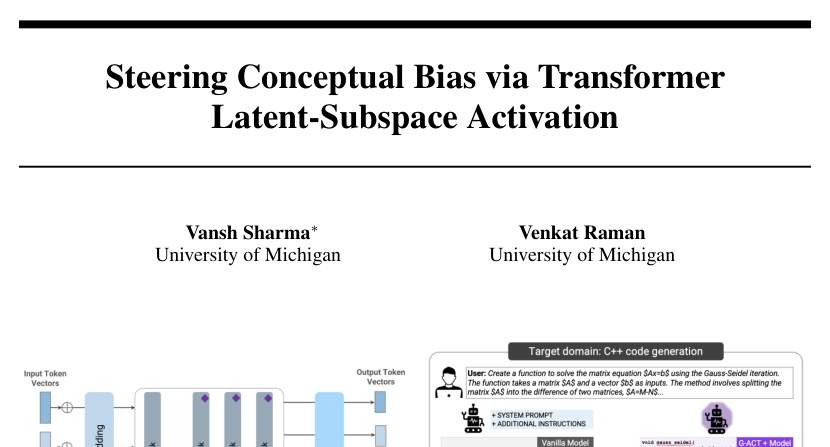 Steering Conceptual Bias via Transformer
Latent-Subspace Activation
Vansh Sharma*
University of Michigan
Venkat Raman
University of Michigan
Input Token
Vectors
Output Token
Vectors
Target domain: C++ code generation
User: Create a function to solve the matrix equation $Ax=b$ using the Gauss-Seidel iteration.
The function takes a matrix $A$ and a vector $b$ as inputs. The method involves splitting the
matrix $A$ into the difference of two matrices, $A=M-N$...
+ SYSTEM PROMPT
+ ADDITIONAL INSTRUCTIONS
Vanilla Model
void gauss_seidel(
G-ACT + Model